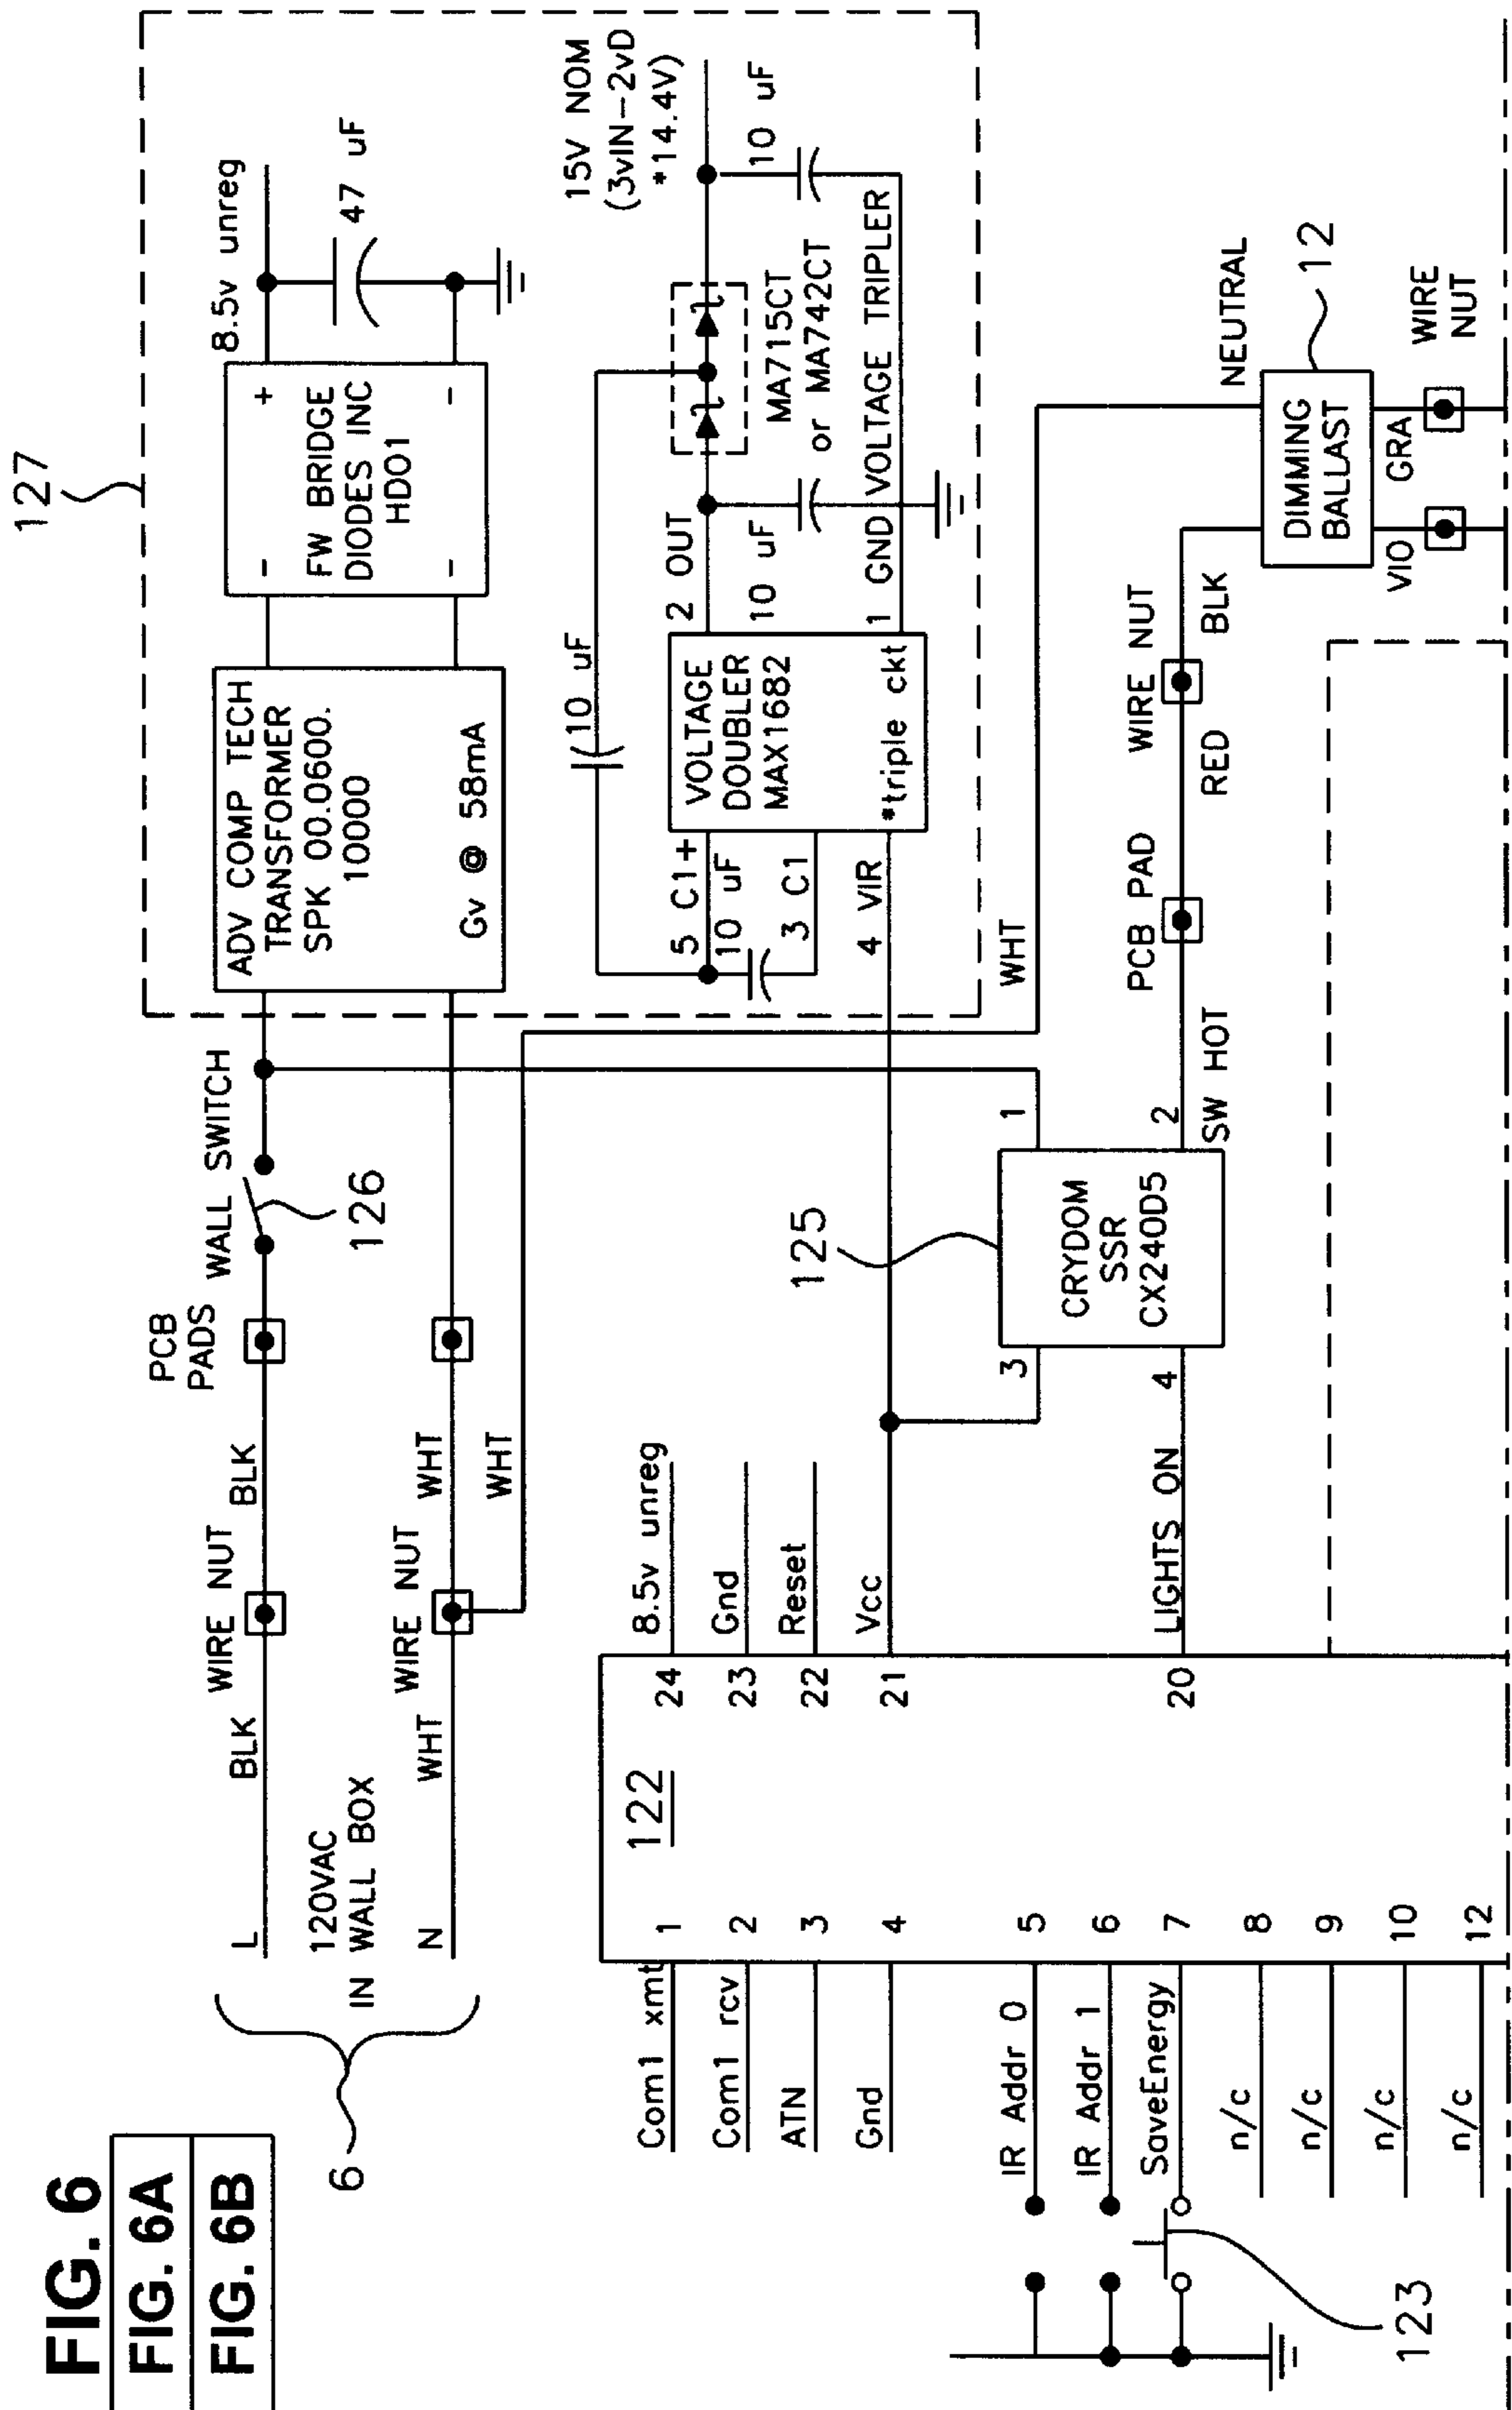 FIG. 6
FIG. 6A
FIG. 6B
6
L
120VAC
IN WALL BOX
N
BLK
WIRE NUT
BLK
PCB
PADS
WALL SWITCH
126
WHT
WIRE NUT
WHT
WHT
127
ADV COMP TECH
TRANSFORMER
SPK 00.0600.
10000
Gv @ 58mA
-
+
FW BRIDGE
DIODES INC
HD01
-
-
8.5v unreg
47 uF
10 uF
5 C1+
10 uF
3 C1
4 VIR
VOLTAGE
DOUBLER
MAX1682
*triple ckt
2 OUT
10 uF
1 GND VOLTAGE TRIPLER
MA715CT
or MA742CT
15V NOM
(3vIN-2vD
*14.4V)
10 uF
122
Com1 xmt
1
Com1 rcv
2
ATN
3
Gnd
4
IR Addr 0
5
IR Addr 1
6
SaveEnergy
7
n/c
8
n/c
9
n/c
10
n/c
12
123
24
8.5v unreg
23
Gnd
22
Reset
21
Vcc
20
LIGHTS ON
125
3
4
CRYDOM
SSR
CX240D5
1
2
SW HOT
WHT
PCB PAD
RED
WIRE NUT
BLK
NEUTRAL
DIMMING
BALLAST
12
VIO
GRA
WIRE
NUT